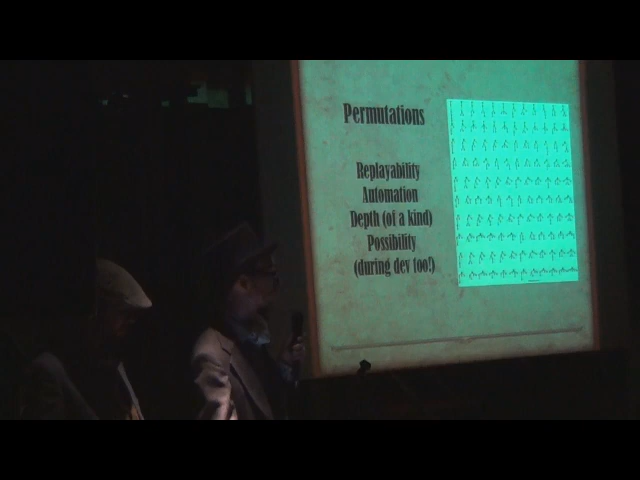 Permutations
Replayability
Automation
Depth (of a kind)
Possibility
(during dev too!)